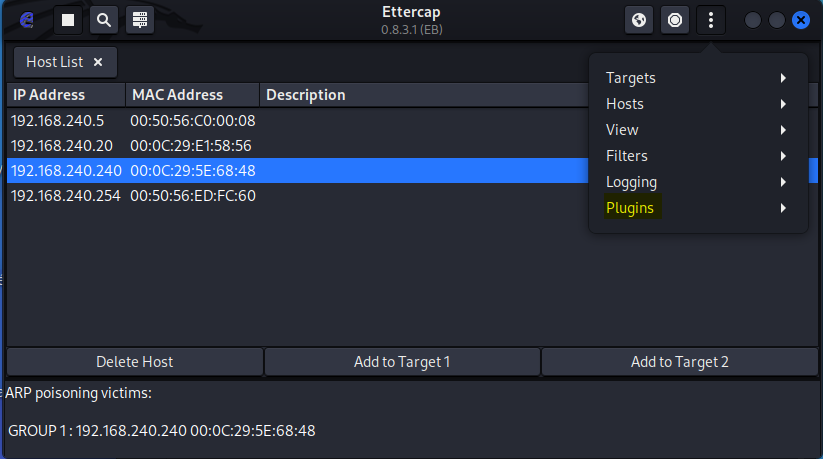 Ettercap
0.8.3.1 (EB)
Host List ×
IP Address MAC Address Description
192.168.240.5 00:50:56:C0:00:08
192.168.240.20 00:0C:29:E1:58:56
192.168.240.240 00:0C:29:5E:68:48
192.168.240.254 00:50:56:ED:FC:60
Targets
Hosts
View
Filters
Logging
Plugins
Delete Host Add to Target 1 Add to Target 2
ARP poisoning victims:
GROUP 1 : 192.168.240.240 00:0C:29:5E:68:48